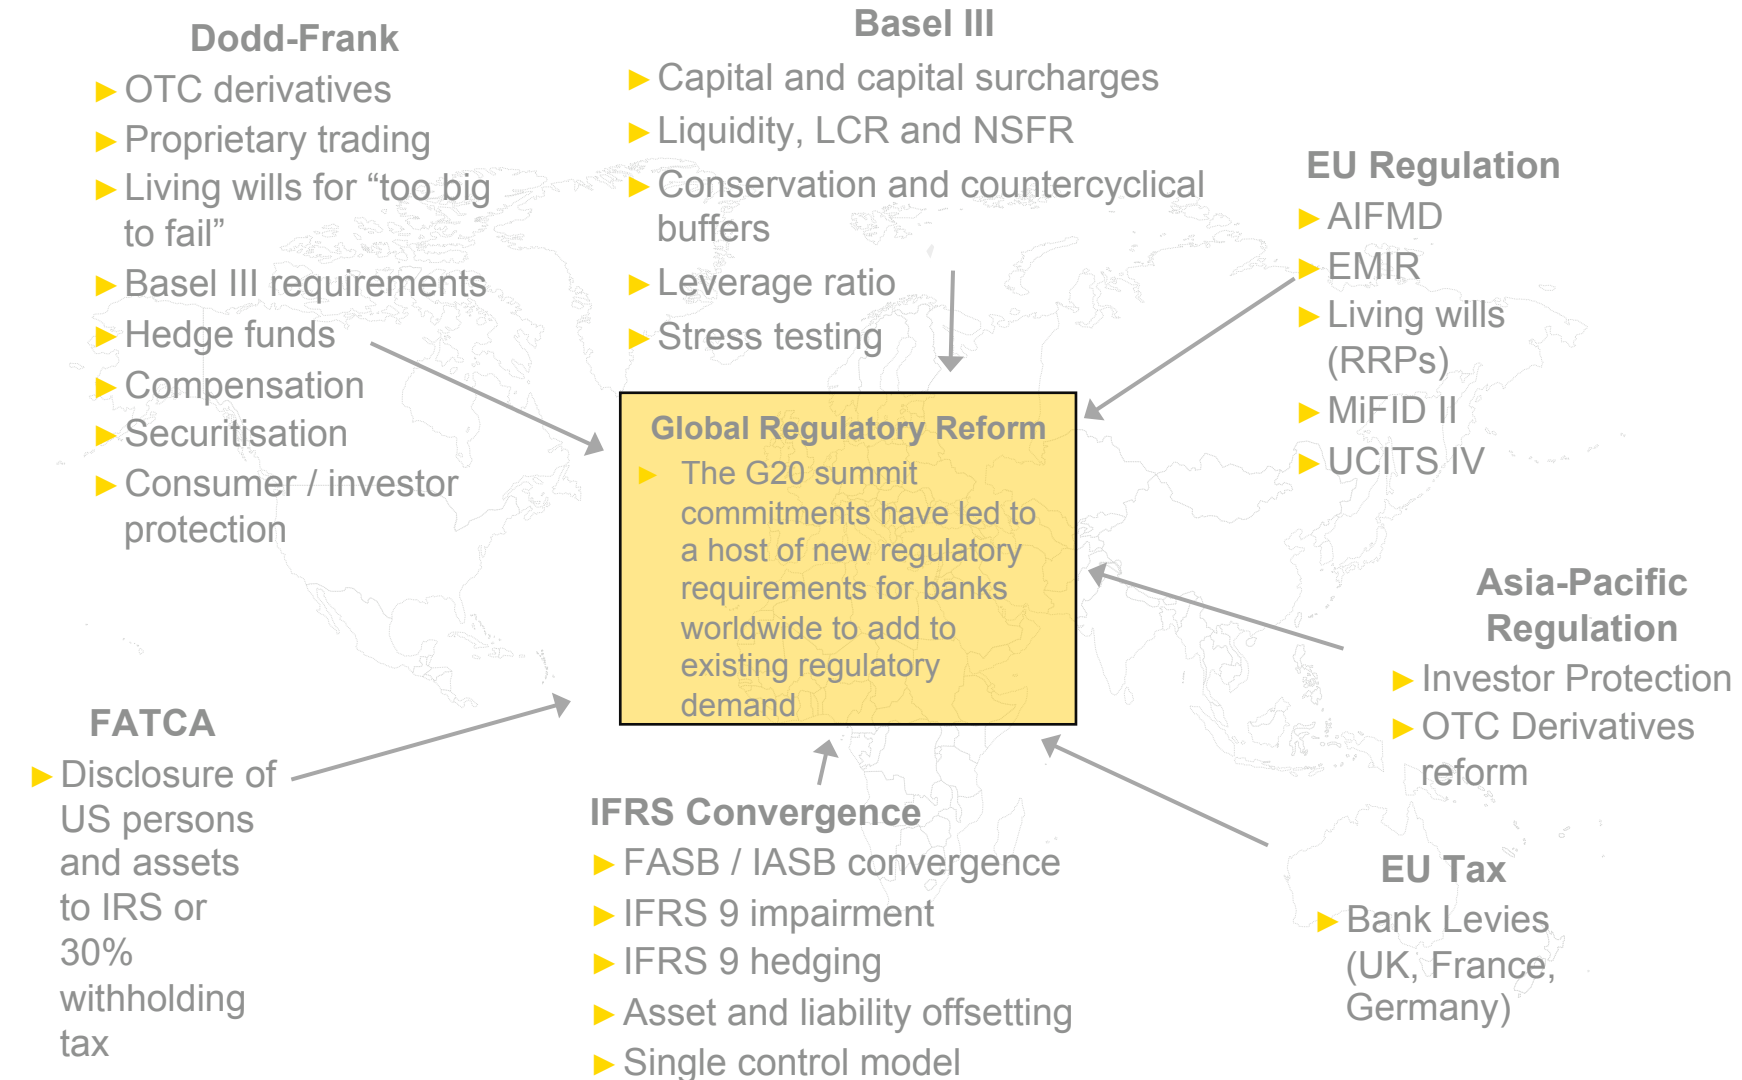 Dodd-Frank
► OTC derivatives
► Proprietary trading
► Living wills for “too big
to fail”
► Basel III requirements
► Hedge funds
► Compensation
► Securitisation
► Consumer / investor
protection
Basel III
► Capital and capital surcharges
► Liquidity, LCR and NSFR
► Conservation and countercyclical
buffers
► Leverage ratio
► Stress testing
EU Regulation
► AIFMD
► EMIR
► Living wills
(RRPs)
► MiFID II
► UCITS IV
Global Regulatory Reform
► The G20 summit
commitments have led to
a host of new regulatory
requirements for banks
worldwide to add to
existing regulatory
demand
Asia-Pacific
Regulation
► Investor Protection
► OTC Derivatives
reform
FATCA
► Disclosure of
US persons
and assets
to IRS or
30%
withholding
tax
IFRS Convergence
► FASB / IASB convergence
► IFRS 9 impairment
► IFRS 9 hedging
► Asset and liability offsetting
► Single control model
EU Tax
► Bank Levies
(UK, France,
Germany)